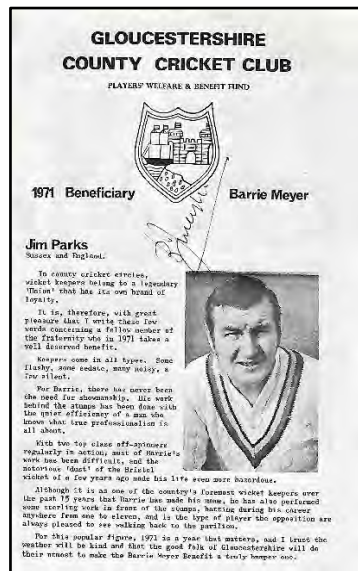 GLOUCESTERSHIRE
COUNTY CRICKET CLUB
PLAYERS' WELFARE & BENEFIT FUND
1971 Beneficiary
Barrie Meyer
Jim Parks
Sussex and England.
To county cricket circles,
wicket keepers belong to a legendary
'Union' that has its own brand of
loyalty.
It is, therefore, with great
pleasure that I write these few
words concerning a fellow member of
the fraternity who in 1971 takes a
well deserved benefit.
Keepers come in all types. Some
flashy, some sedate, many noisy, a
few silent.
For Barrie, there has never been
the need for showmanship. His work
behind the stumps has been done with
the quiet efficiency of a man who
knows what true professionalism is
all about.
With two top class off-spinners
regularly in action, most of Barrie's
work has been difficult, and the
notorious 'dust' of the Bristol
wicket of a few years ago made his life even more hazardous.
Although it is as one of the country's foremost wicket keepers over
the past 15 years that Barrie has made his name, he has also performed
some sterling work in front of the stumps, batting during his career
anywhere from one to eleven, and is the type of player the opposition are
always pleased to see walking back to the pavilion.
For this popular figure, 1971 is a year that matters, and I trust the
weather will be kind and that the good folk of Gloucestershire will do
their utmost to make the Barrie Meyer Benefit a truly bumper one.